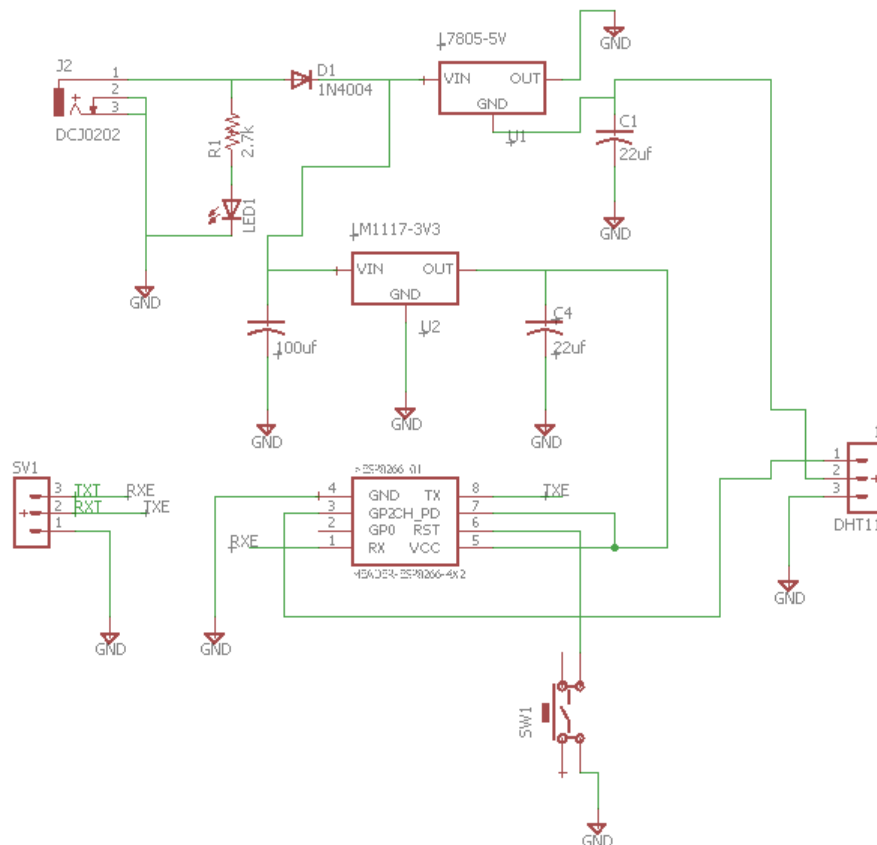 L7805-5V
GND
J2
1
2
3
DCJ0202
D1
1N4004
VIN
OUT
GND
U1
C1
22uf
R1
2.7k
LED1
GND
GND
LM1117-3V3
VIN
OUT
GND
U2
100uf
C4
22uf
GND
GND
GND
SV1
3
TXT
RXE
2
RXT
TXE
1
GND
ESP8266-01
4
GND
TX
8
TXE
3
GP2
CH_PD
7
2
GP0
RST
6
RXE
1
RX
VCC
5
HEADER-ESP8266-4X2
GND
1
2
3
DHT11
GND
SW1
GND